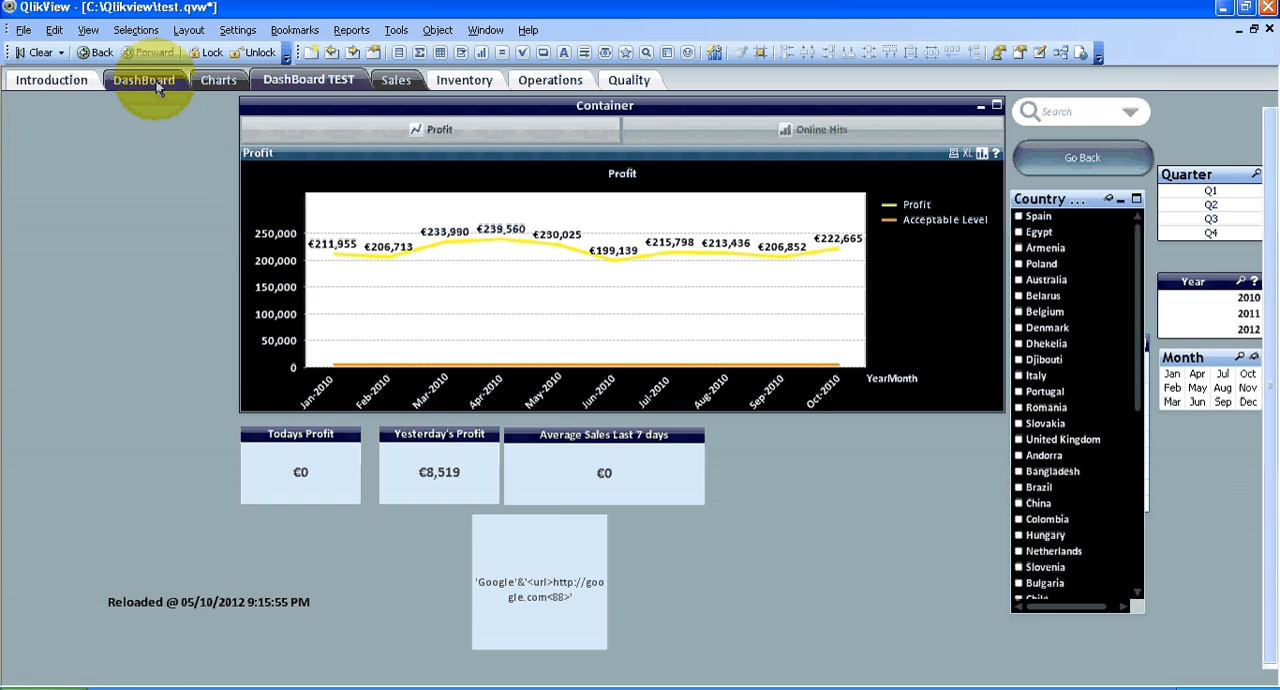 QlikView - [C:\Qlikview\test.qvw*]
File Edit View Selections Layout Settings Bookmarks Reports Tools Object Window Help
Clear Back Forward Lock Unlock
Introduction DashBoard Charts DashBoard TEST Sales Inventory Operations Quality
Container
Profit Online Hits
Profit XL ?
Profit
250,000
200,000
150,000
100,000
50,000
0
€211,955 €206,713 €233,990 €239,560 €230,025 €199,139 €215,798 €213,436 €206,852 €222,665
Jan-2010 Feb-2010 Mar-2010 Apr-2010 May-2010 Jun-2010 Jul-2010 Aug-2010 Sep-2010 Oct-2010
YearMonth
Profit
Acceptable Level
Todays Profit
€0
Yesterday's Profit
€8,519
Average Sales Last 7 days
€0
'Google'&'<url>http://goo
gle.com<88>'
Reloaded @ 05/10/2012 9:15:55 PM
Search
Go Back
Country ...
Spain
Egypt
Armenia
Poland
Australia
Belarus
Belgium
Denmark
Dhekelia
Djibouti
Italy
Portugal
Romania
Slovakia
United Kingdom
Andorra
Bangladesh
Brazil
China
Colombia
Hungary
Netherlands
Slovenia
Bulgaria
Chile
Quarter
Q1
Q2
Q3
Q4
Year ?
2010
2011
2012
Month
Jan Apr Jul Oct
Feb May Aug Nov
Mar Jun Sep Dec